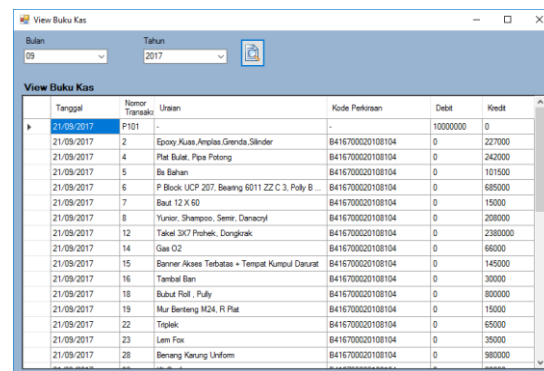 View Buku Kas
Bulan Tahun
09 2017
View Buku Kas
Tanggal Nomor Transaksi Uraian Kode Perkiraan Debit Kredit
21/09/2017 P101 - - 10000000 0
21/09/2017 2 Epoxy,Kuas,Amplas,Grenda,Silinder B416700020108104 0 227000
21/09/2017 4 Plat Bulat, Pipa Potong B416700020108104 0 242000
21/09/2017 5 Bs Bahan B416700020108104 0 101500
21/09/2017 6 P Block UCP 207, Bearing 6011 ZZ C 3, Polly B ... B416700020108104 0 685000
21/09/2017 7 Baut 12 X 60 B416700020108104 0 15000
21/09/2017 8 Yunior, Shampoo, Semir, Danacryl B416700020108104 0 208000
21/09/2017 12 Takel 3X7 Prohek, Dongkrak B416700020108104 0 2380000
21/09/2017 14 Gas O2 B416700020108104 0 66000
21/09/2017 15 Banner Akses Terbatas + Tempat Kumpul Darurat B416700020108104 0 145000
21/09/2017 16 Tambal Ban B416700020108104 0 30000
21/09/2017 18 Bubut Roll , Pully B416700020108104 0 800000
21/09/2017 19 Mur Benteng M24, R Plat B416700020108104 0 15000
21/09/2017 22 Triplek B416700020108104 0 65000
21/09/2017 23 Lem Fox B416700020108104 0 35000
21/09/2017 28 Benang Karung Uniform B416700020108104 0 980000